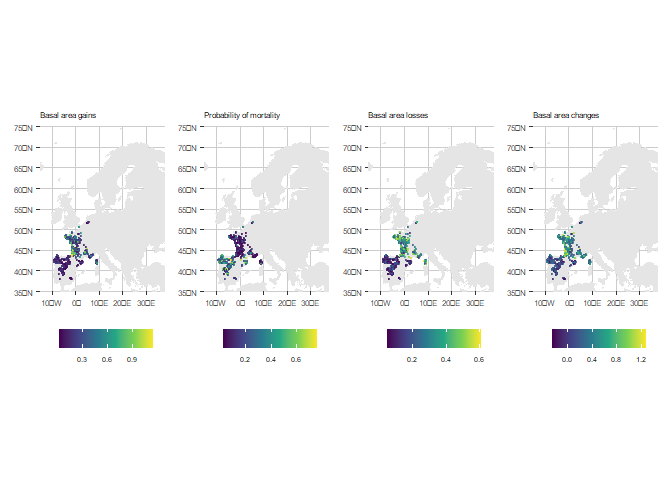 Basal area gains
75□N
70□N
65□N
60□N
55□N
50□N
45□N
40□N
35□N
10□W 0□ 10□E 20□E 30□E
0.3 0.6 0.9
Probability of mortality
75□N
70□N
65□N
60□N
55□N
50□N
45□N
40□N
35□N
10□W 0□ 10□E 20□E 30□E
0.2 0.4 0.6
Basal area losses
75□N
70□N
65□N
60□N
55□N
50□N
45□N
40□N
35□N
10□W 0□ 10□E 20□E 30□E
0.2 0.4 0.6
Basal area changes
75□N
70□N
65□N
60□N
55□N
50□N
45□N
40□N
35□N
10□W 0□ 10□E 20□E 30□E
0.0 0.4 0.8 1.2